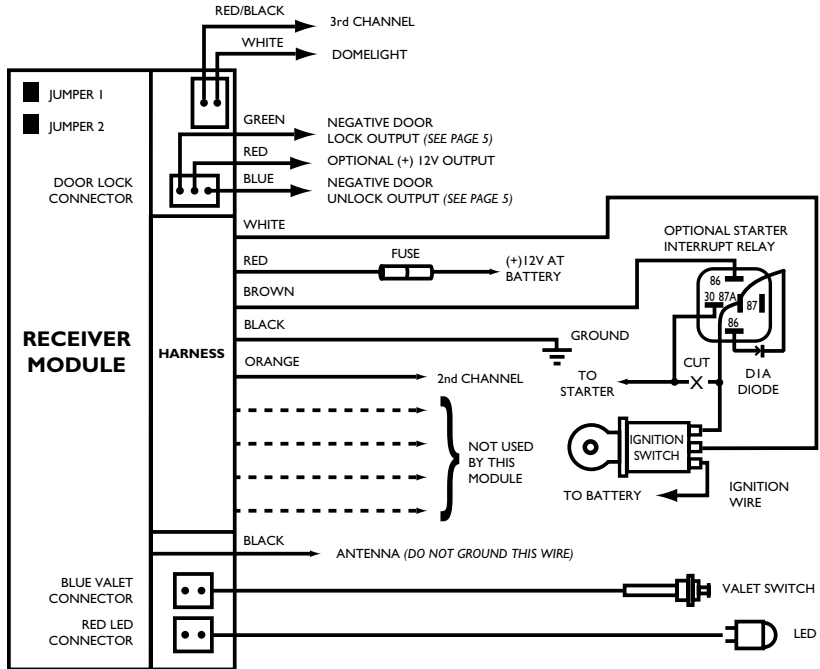 RED/BLACK
3rd CHANNEL
WHITE
DOMELIGHT
JUMPER 1
JUMPER 2
GREEN
NEGATIVE DOOR
LOCK OUTPUT (SEE PAGE 5)
RED
OPTIONAL (+) 12V OUTPUT
DOOR LOCK
CONNECTOR
BLUE
NEGATIVE DOOR
UNLOCK OUTPUT (SEE PAGE 5)
WHITE
OPTIONAL STARTER
INTERRUPT RELAY
RED
FUSE
(+)12V AT
BATTERY
86
30 87A
87
86
BROWN
RECEIVER
MODULE
HARNESS
BLACK
GROUND
ORANGE
2nd CHANNEL
TO
STARTER
CUT
X
D1A
DIODE
NOT USED
BY THIS
MODULE
IGNITION
SWITCH
TO BATTERY
IGNITION
WIRE
BLACK
ANTENNA (DO NOT GROUND THIS WIRE)
BLUE VALET
CONNECTOR
VALET SWITCH
RED LED
CONNECTOR
LED